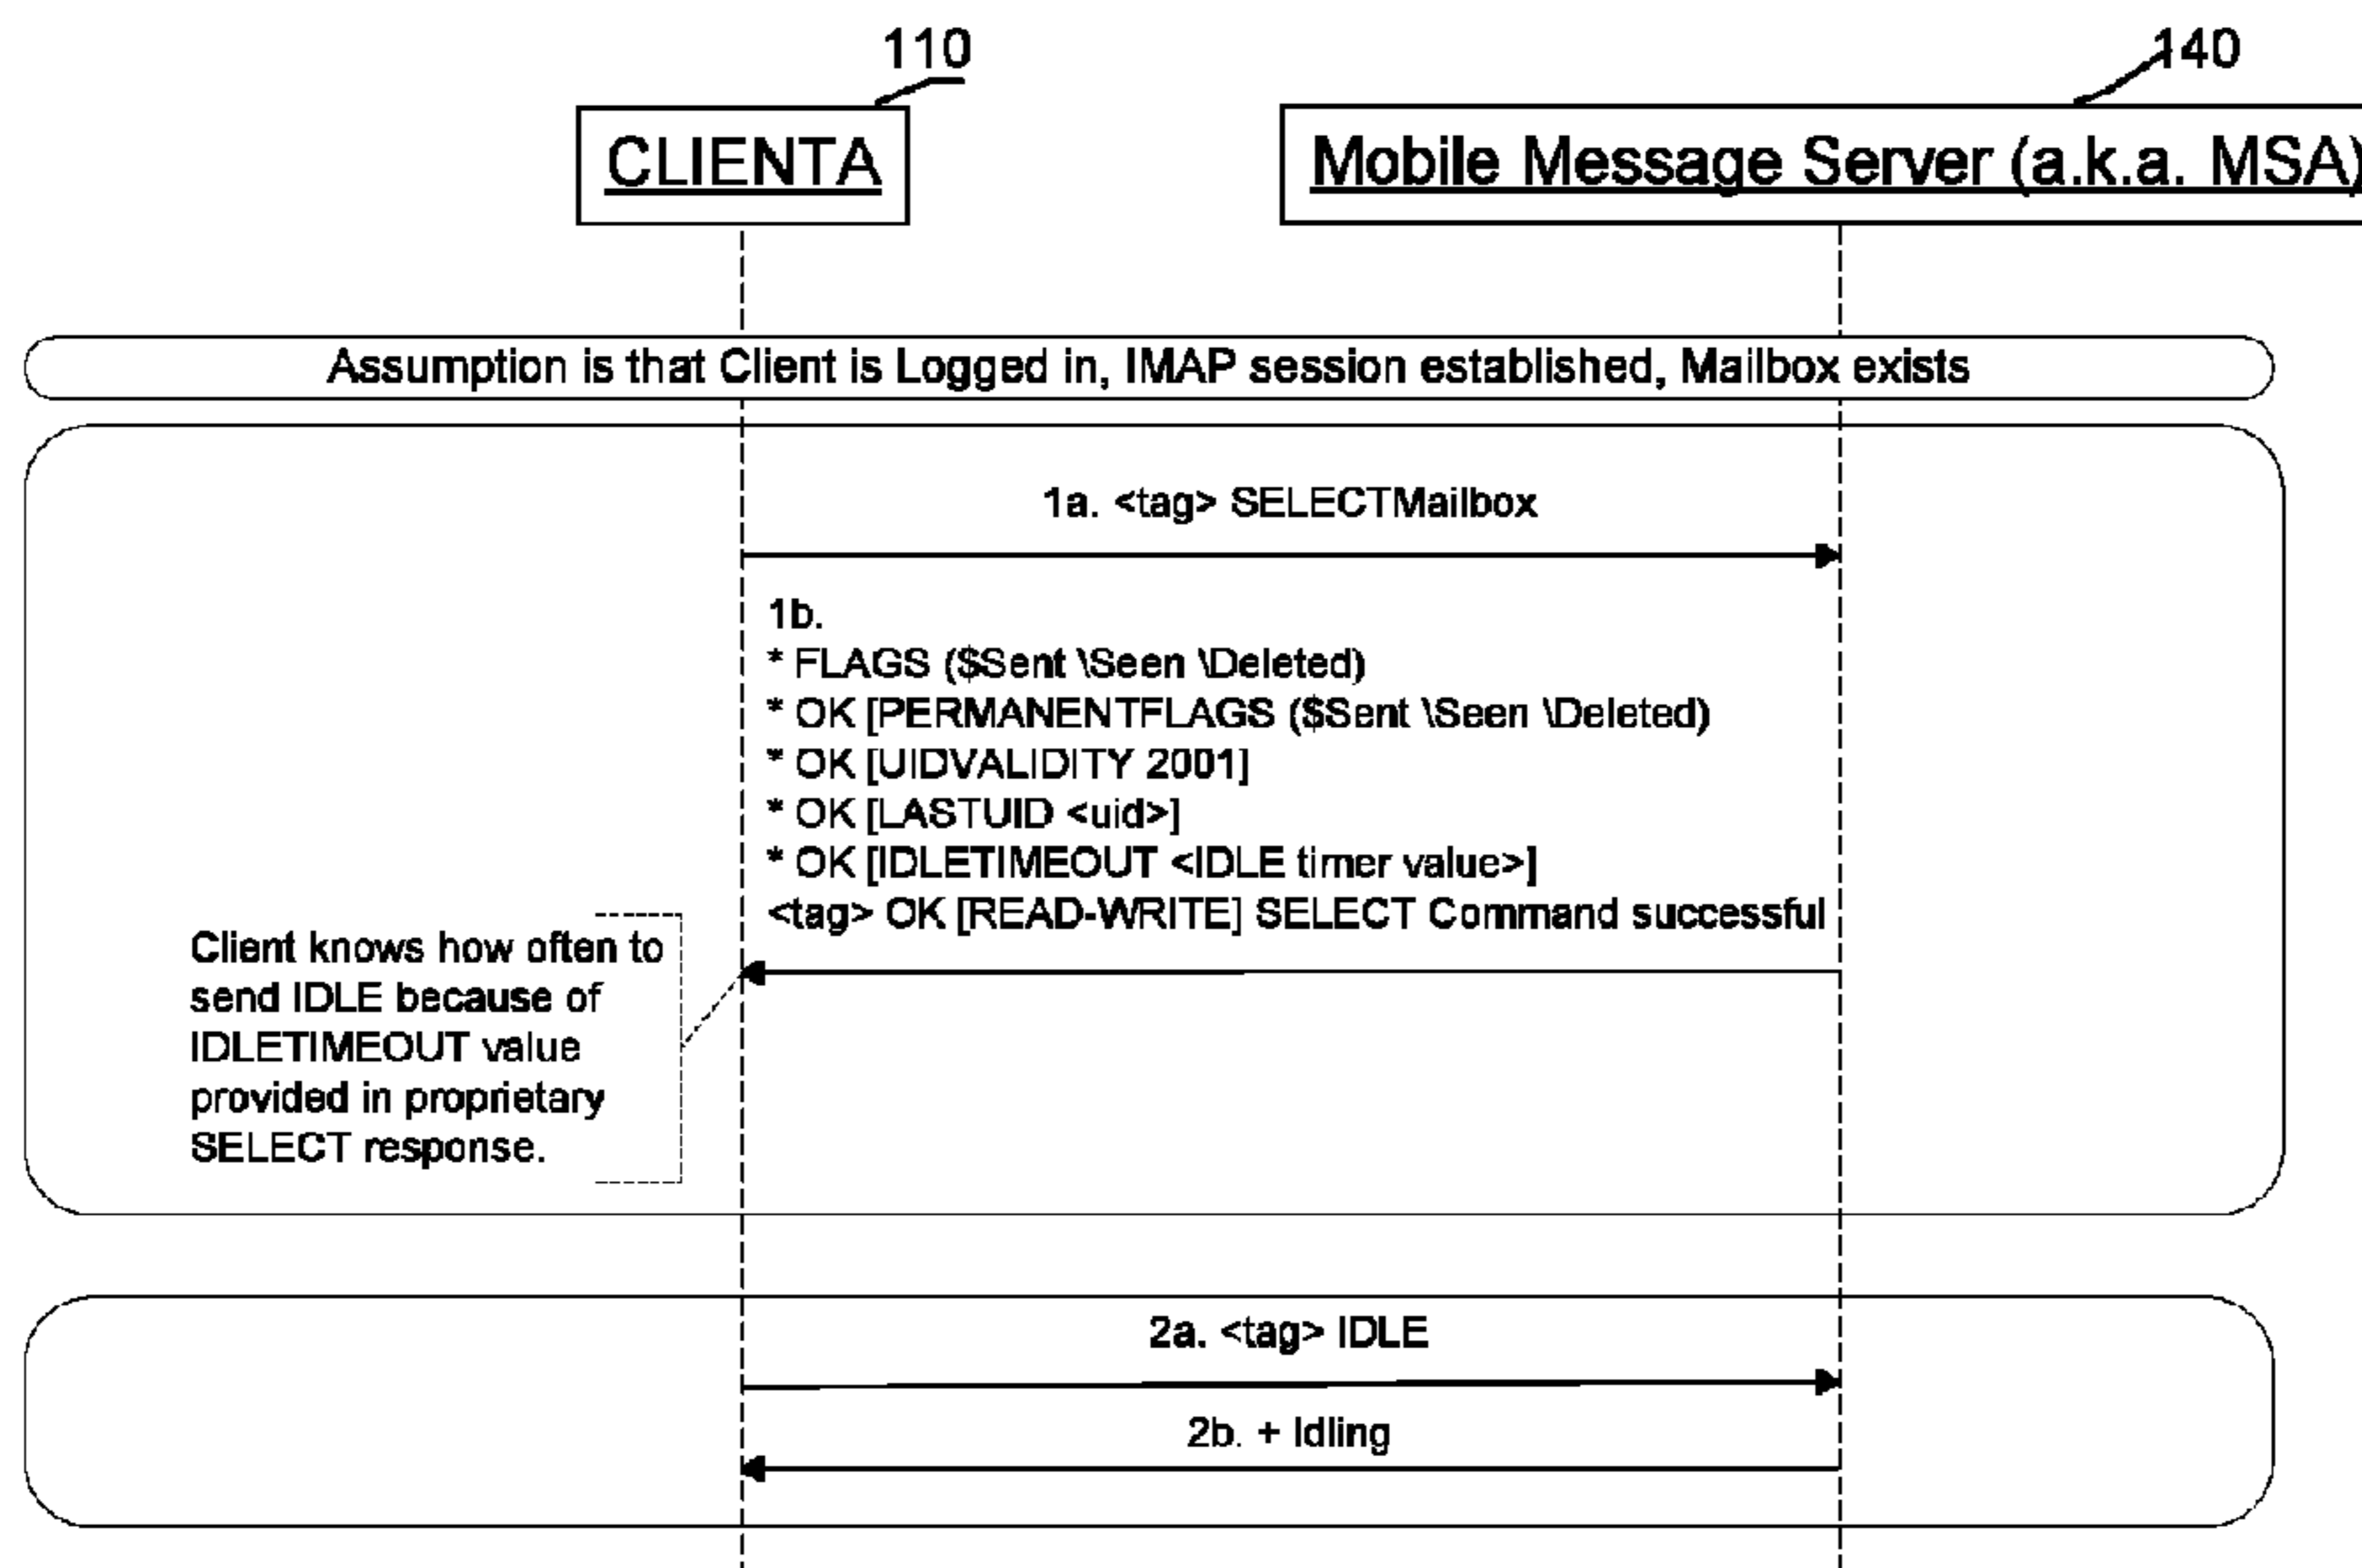 110
140
CLIENTA
Mobile Message Server (a.k.a. MSA)
Assumption is that Client is Logged in, IMAP session established, Mailbox exists
1a. <tag> SELECTMailbox
1b.
* FLAGS ($Sent \Seen \Deleted)
* OK [PERMANENTFLAGS ($Sent \Seen \Deleted)
* OK [UIDVALIDITY 2001]
* OK [LASTUID <uid>]
* OK [IDLETIMEOUT <IDLE timer value>]
<tag> OK [READ-WRITE] SELECT Command successful
Client knows how often to
send IDLE because of
IDLETIMEOUT value
provided in proprietary
SELECT response.
2a. <tag> IDLE
2b. + Idling